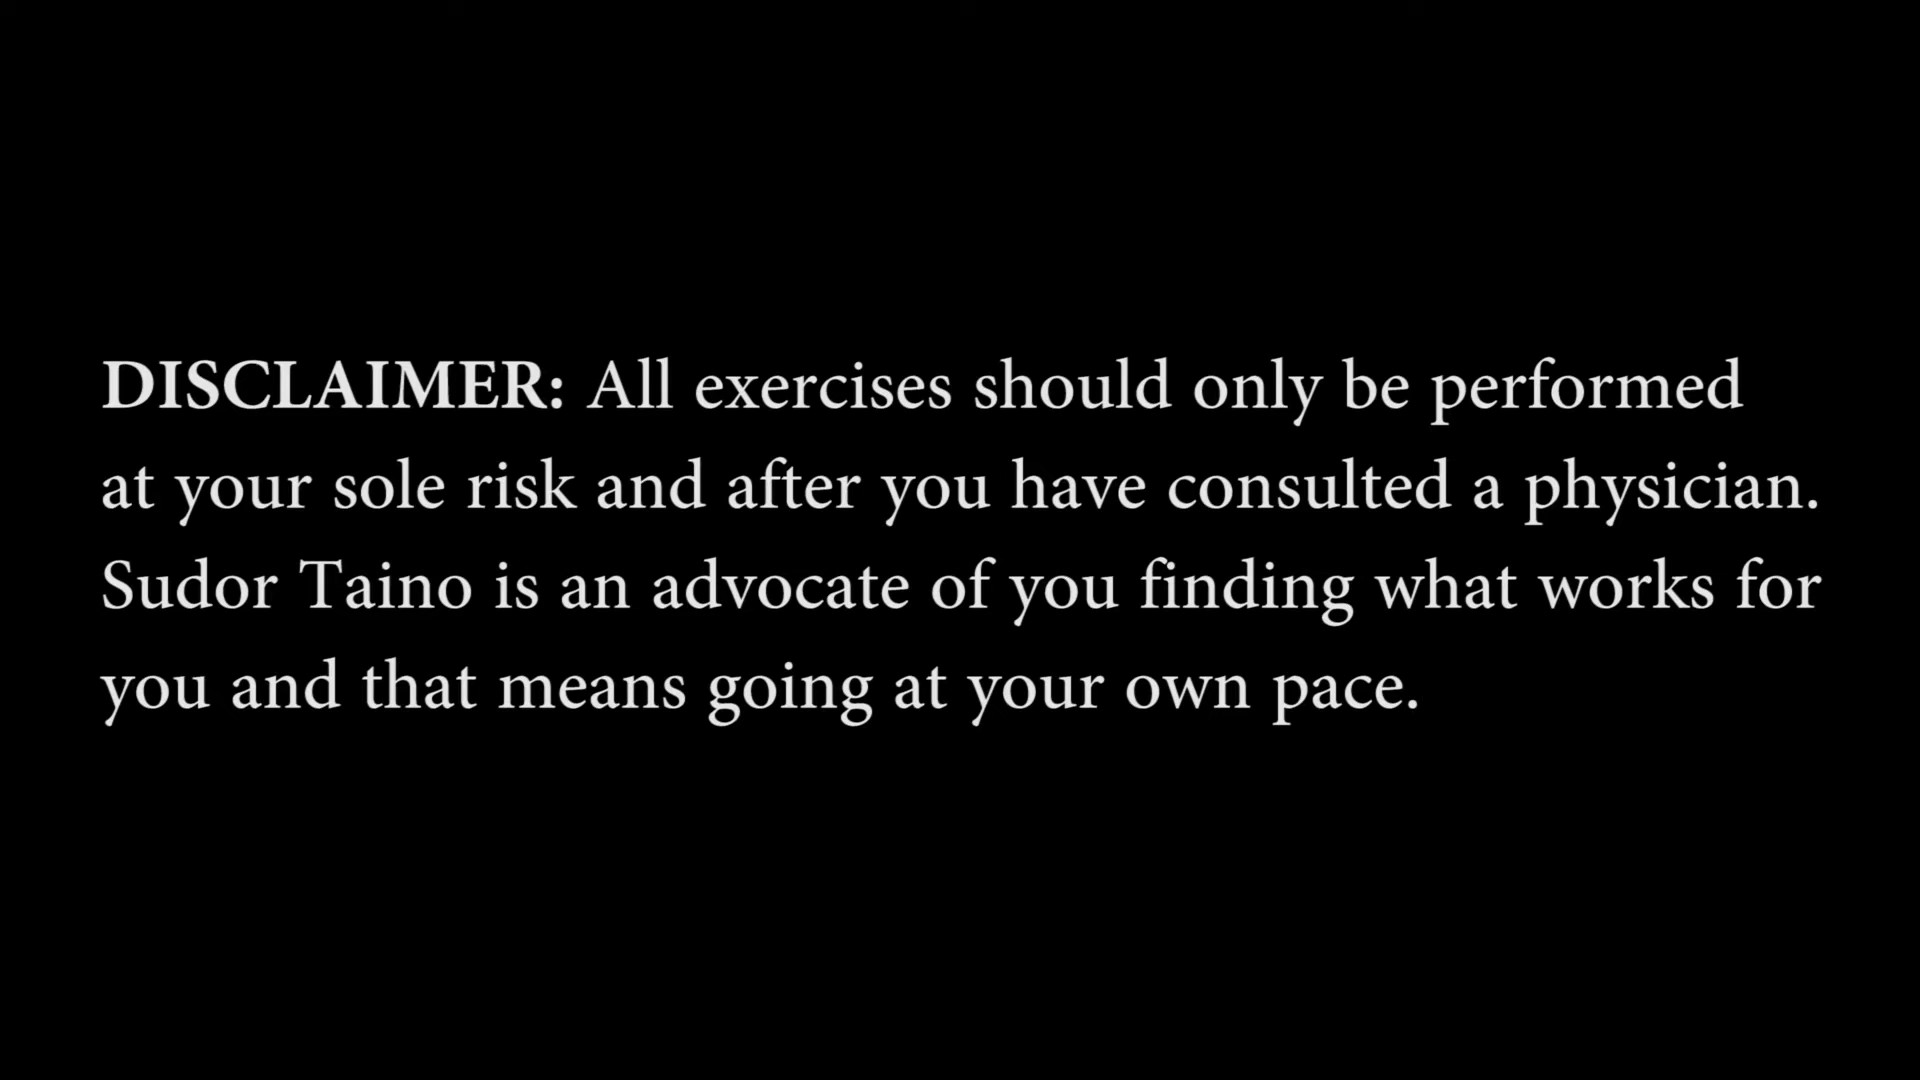 DISCLAIMER: All exercises should only be performed
at your sole risk and after you have consulted a physician.
Sudor Taino is an advocate of you finding what works for
you and that means going at your own pace.